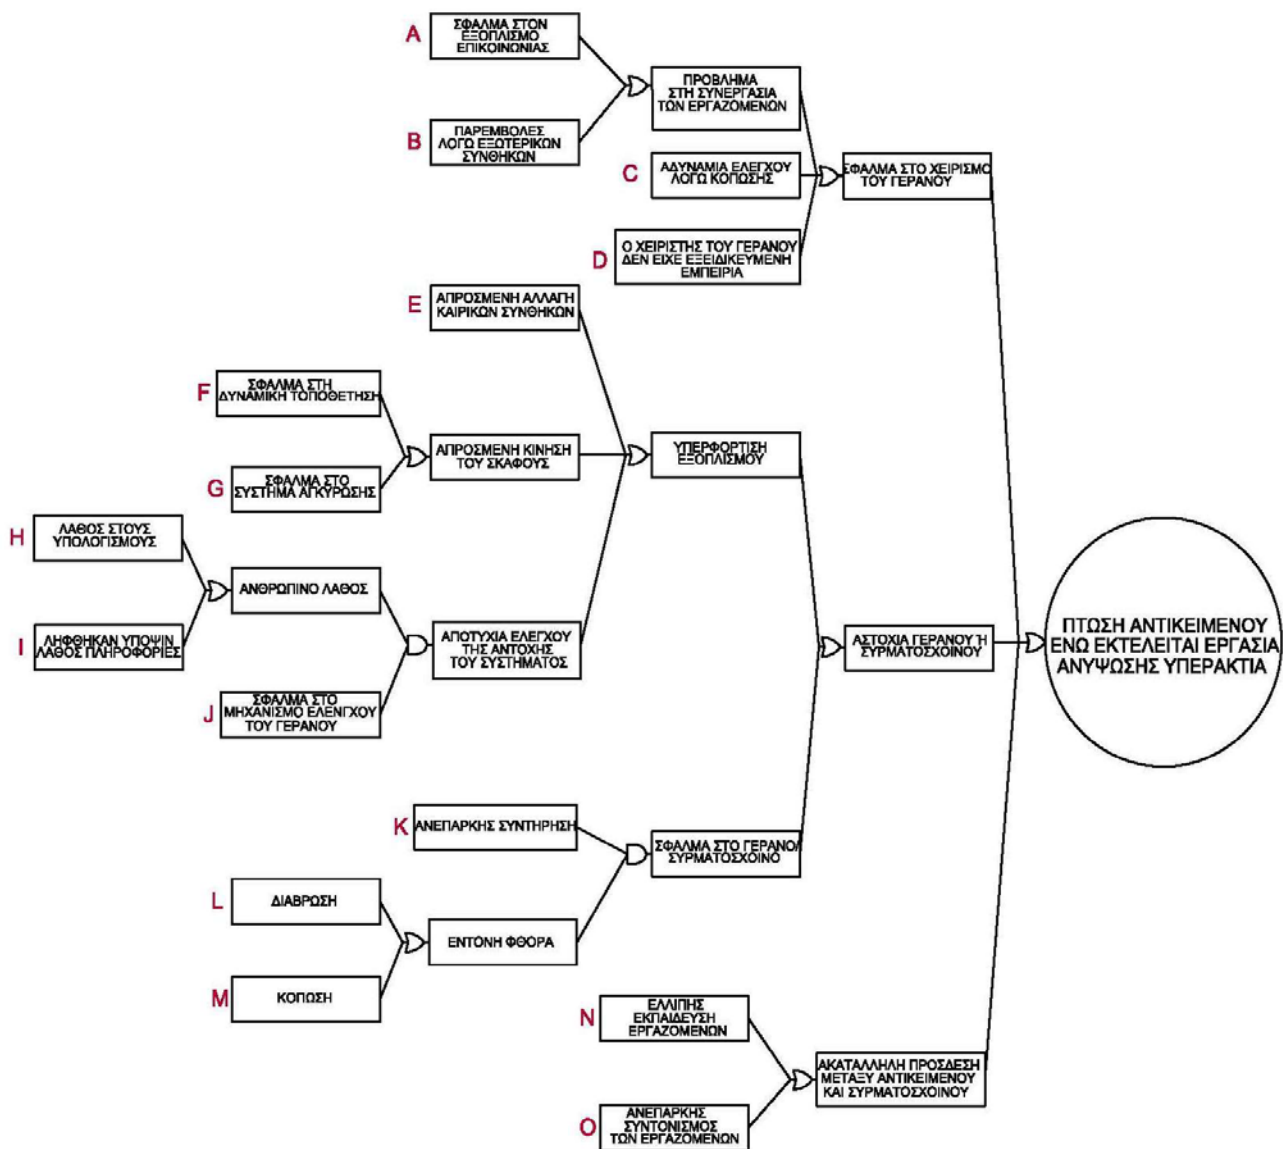 A
ΣΦΑΛΜΑ ΣΤΟΝ
ΕΞΟΠΛΙΣΜΟ
ΕΠΙΚΟΙΝΩΝΙΑΣ
B
ΠΑΡΕΜΒΟΛΕΣ
ΛΟΓΩ ΕΞΩΤΕΡΙΚΩΝ
ΣΥΝΘΗΚΩΝ
ΠΡΟΒΛΗΜΑ
ΣΤΗ ΣΥΝΕΡΓΑΣΙΑ
ΤΩΝ ΕΡΓΑΖΟΜΕΝΩΝ
C
ΑΔΥΝΑΜΙΑ ΕΛΕΓΧΟΥ
ΛΟΓΩ ΚΟΠΩΣΗΣ
D
Ο ΧΕΙΡΙΣΤΗΣ ΤΟΥ ΓΕΡΑΝΟΥ
ΔΕΝ ΕΙΧΕ ΕΞΕΙΔΙΚΕΥΜΕΝΗ
ΕΜΠΕΙΡΙΑ
ΣΦΑΛΜΑ ΣΤΟ ΧΕΙΡΙΣΜΟ
ΤΟΥ ΓΕΡΑΝΟΥ
E
ΑΠΡΟΣΜΕΝΗ ΑΛΛΑΓΗ
ΚΑΙΡΙΚΩΝ ΣΥΝΘΗΚΩΝ
F
ΣΦΑΛΜΑ ΣΤΗ
ΔΥΝΑΜΙΚΗ ΤΟΠΟΘΕΤΗΣΗ
G
ΣΦΑΛΜΑ ΣΤΟ
ΣΥΣΤΗΜΑ ΑΓΚΥΡΩΣΗΣ
ΑΠΡΟΣΜΕΝΗ ΚΙΝΗΣΗ
ΤΟΥ ΣΚΑΦΟΥΣ
ΥΠΕΡΦΟΡΤΙΣΗ
ΕΞΟΠΛΙΣΜΟΥ
H
ΛΑΘΟΣ ΣΤΟΥΣ
ΥΠΟΛΟΓΙΣΜΟΥΣ
I
ΛΗΦΘΗΚΑΝ ΥΠΟΨΙΝ
ΛΑΘΟΣ ΠΛΗΡΟΦΟΡΙΕΣ
ΑΝΘΡΩΠΙΝΟ ΛΑΘΟΣ
J
ΣΦΑΛΜΑ ΣΤΟ
ΜΗΧΑΝΙΣΜΟ ΕΛΕΝΓΧΟΥ
ΤΟΥ ΓΕΡΑΝΟΥ
ΑΠΟΤΥΧΙΑ ΕΛΕΓΧΟΥ
ΤΗΣ ΑΝΤΟΧΗΣ
ΤΟΥ ΣΥΣΤΗΜΑΤΟΣ
ΑΣΤΟΧΙΑ ΓΕΡΑΝΟΥ Ή
ΣΥΡΜΑΤΟΣΧΟΙΝΟΥ
ΠΤΩΣΗ ΑΝΤΙΚΕΙΜΕΝΟΥ
ΕΝΩ ΕΚΤΕΛΕΙΤΑΙ ΕΡΓΑΣΙΑ
ΑΝΥΨΩΣΗΣ ΥΠΕΡΑΚΤΙΑ
K
ΑΝΕΠΑΡΚΗΣ ΣΥΝΤΗΡΗΣΗ
ΣΦΑΛΜΑ ΣΤΟ ΓΕΡΑΝΟ/
ΣΥΡΜΑΤΟΣΧΟΙΝΟ
L
ΔΙΑΒΡΩΣΗ
M
ΚΟΠΩΣΗ
ΕΝΤΟΝΗ ΦΘΟΡΑ
N
ΕΛΛΙΠΗΣ
ΕΚΠΑΙΔΕΥΣΗ
ΕΡΓΑΖΟΜΕΝΩΝ
O
ΑΝΕΠΑΡΚΗΣ
ΣΥΝΤΟΝΙΣΜΟΣ
ΤΩΝ ΕΡΓΑΖΟΜΕΝΩΝ
ΑΚΑΤΑΛΛΗΛΗ ΠΡΟΣΔΕΣΗ
ΜΕΤΑΞΥ ΑΝΤΙΚΕΙΜΕΝΟΥ
ΚΑΙ ΣΥΡΜΑΤΟΣΧΟΙΝΟΥ